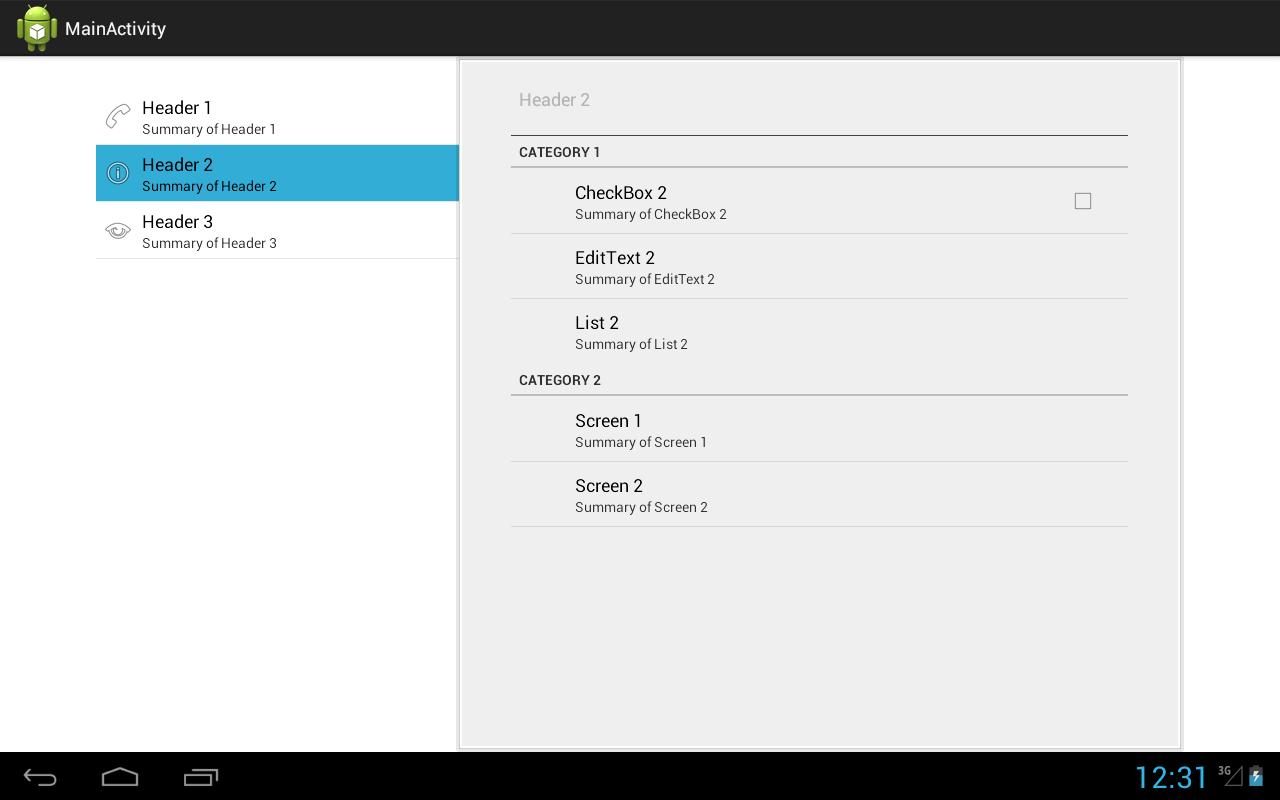 MainActivity
Header 1
Summary of Header 1
Header 2
Summary of Header 2
Header 3
Summary of Header 3
Header 2
CATEGORY 1
CheckBox 2
Summary of CheckBox 2
EditText 2
Summary of EditText 2
List 2
Summary of List 2
CATEGORY 2
Screen 1
Summary of Screen 1
Screen 2
Summary of Screen 2
12:31 3G